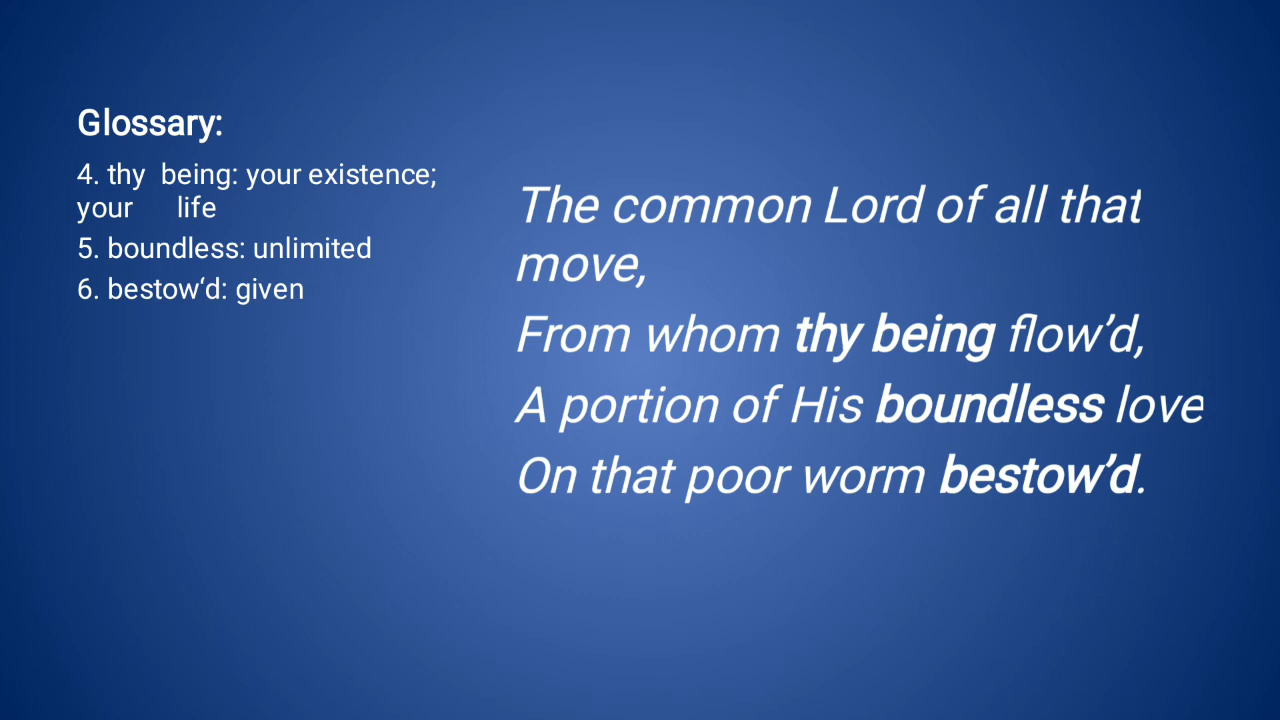 Glossary:
4. thy being: your existence;
your life
5. boundless: unlimited
6. bestow‘d: given
The common Lord of all that
move,
From whom thy being flow’d,
A portion of His boundless love
On that poor worm bestow’d.